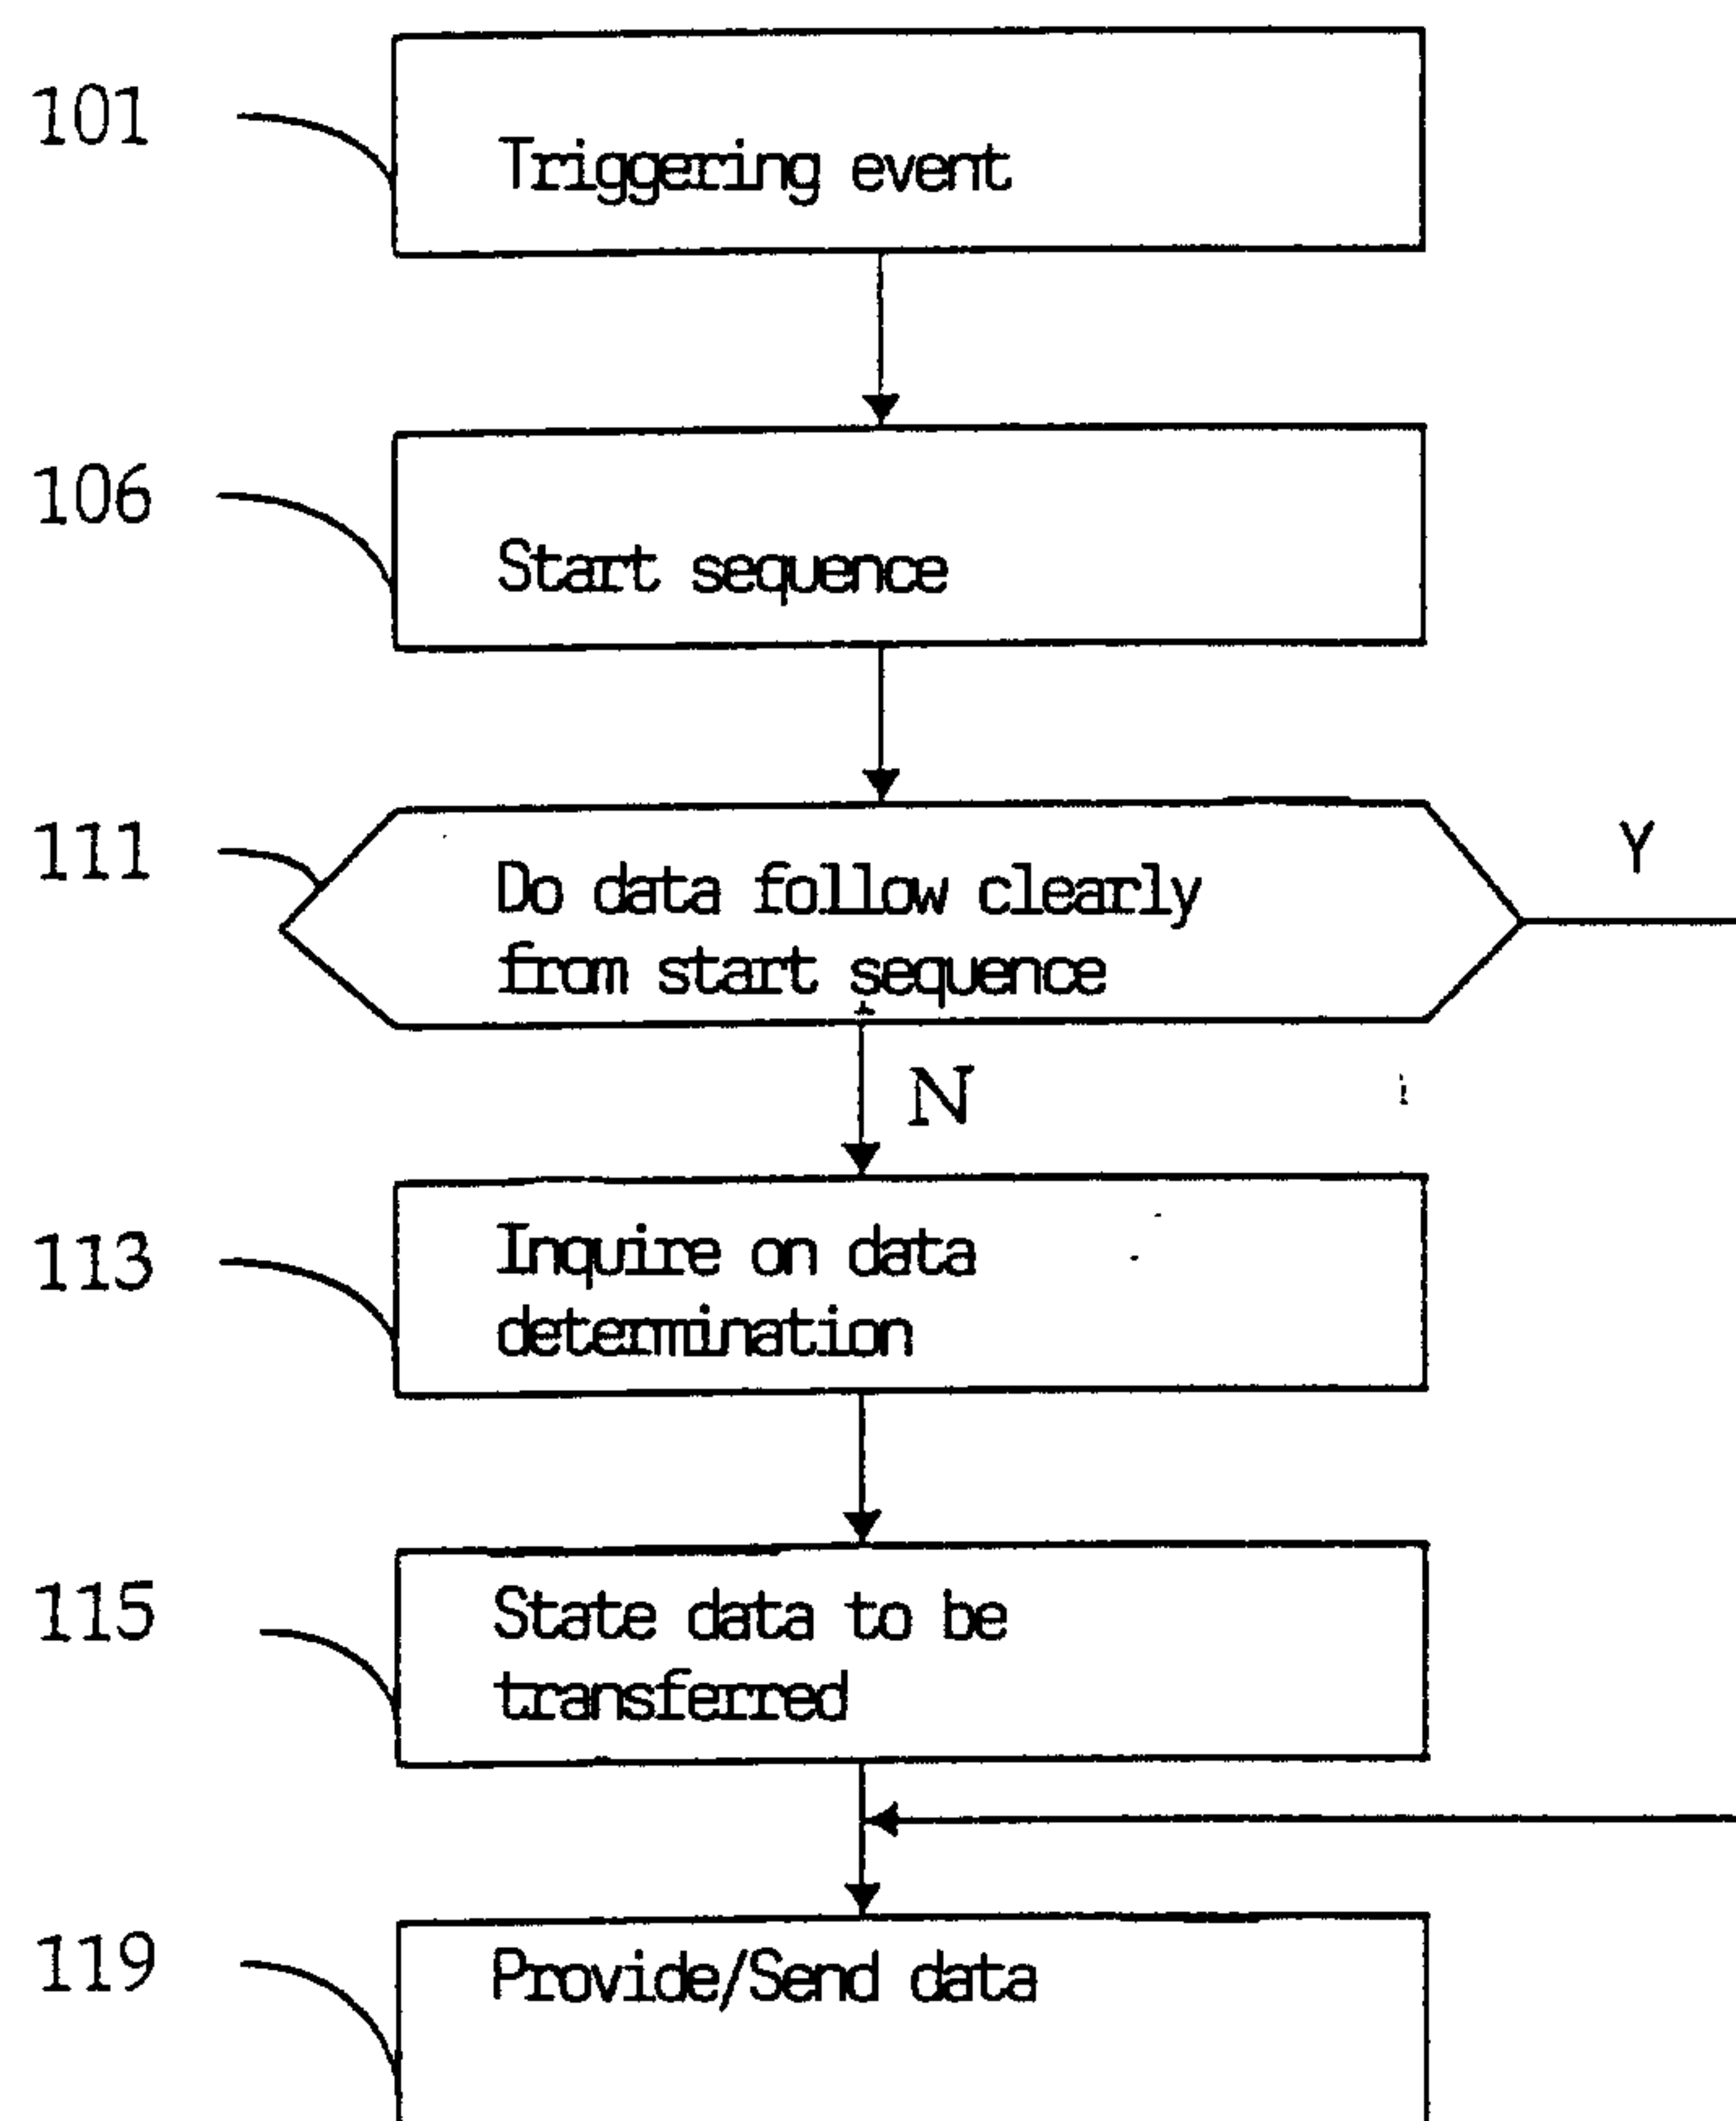 101
Triggering event
106
Start sequence
111
Do data follow clearly
from start sequence
Y
N
113
Inquire on data
determination
115
State data to be
transferred
119
Provide/Send data